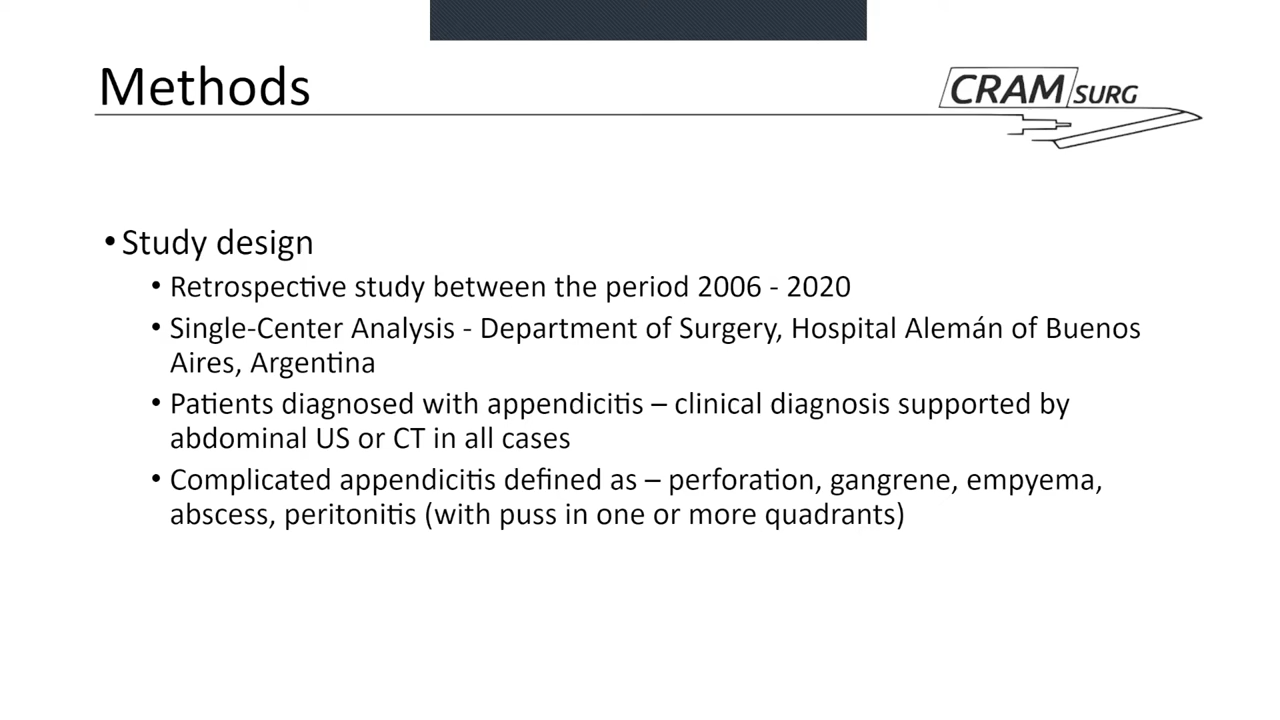 Methods
CRAM SURG
• Study design
• Retrospective study between the period 2006 - 2020
• Single-Center Analysis - Department of Surgery, Hospital Alemán of Buenos
Aires, Argentina
• Patients diagnosed with appendicitis – clinical diagnosis supported by
abdominal US or CT in all cases
• Complicated appendicitis defined as – perforation, gangrene, empyema,
abscess, peritonitis (with puss in one or more quadrants)